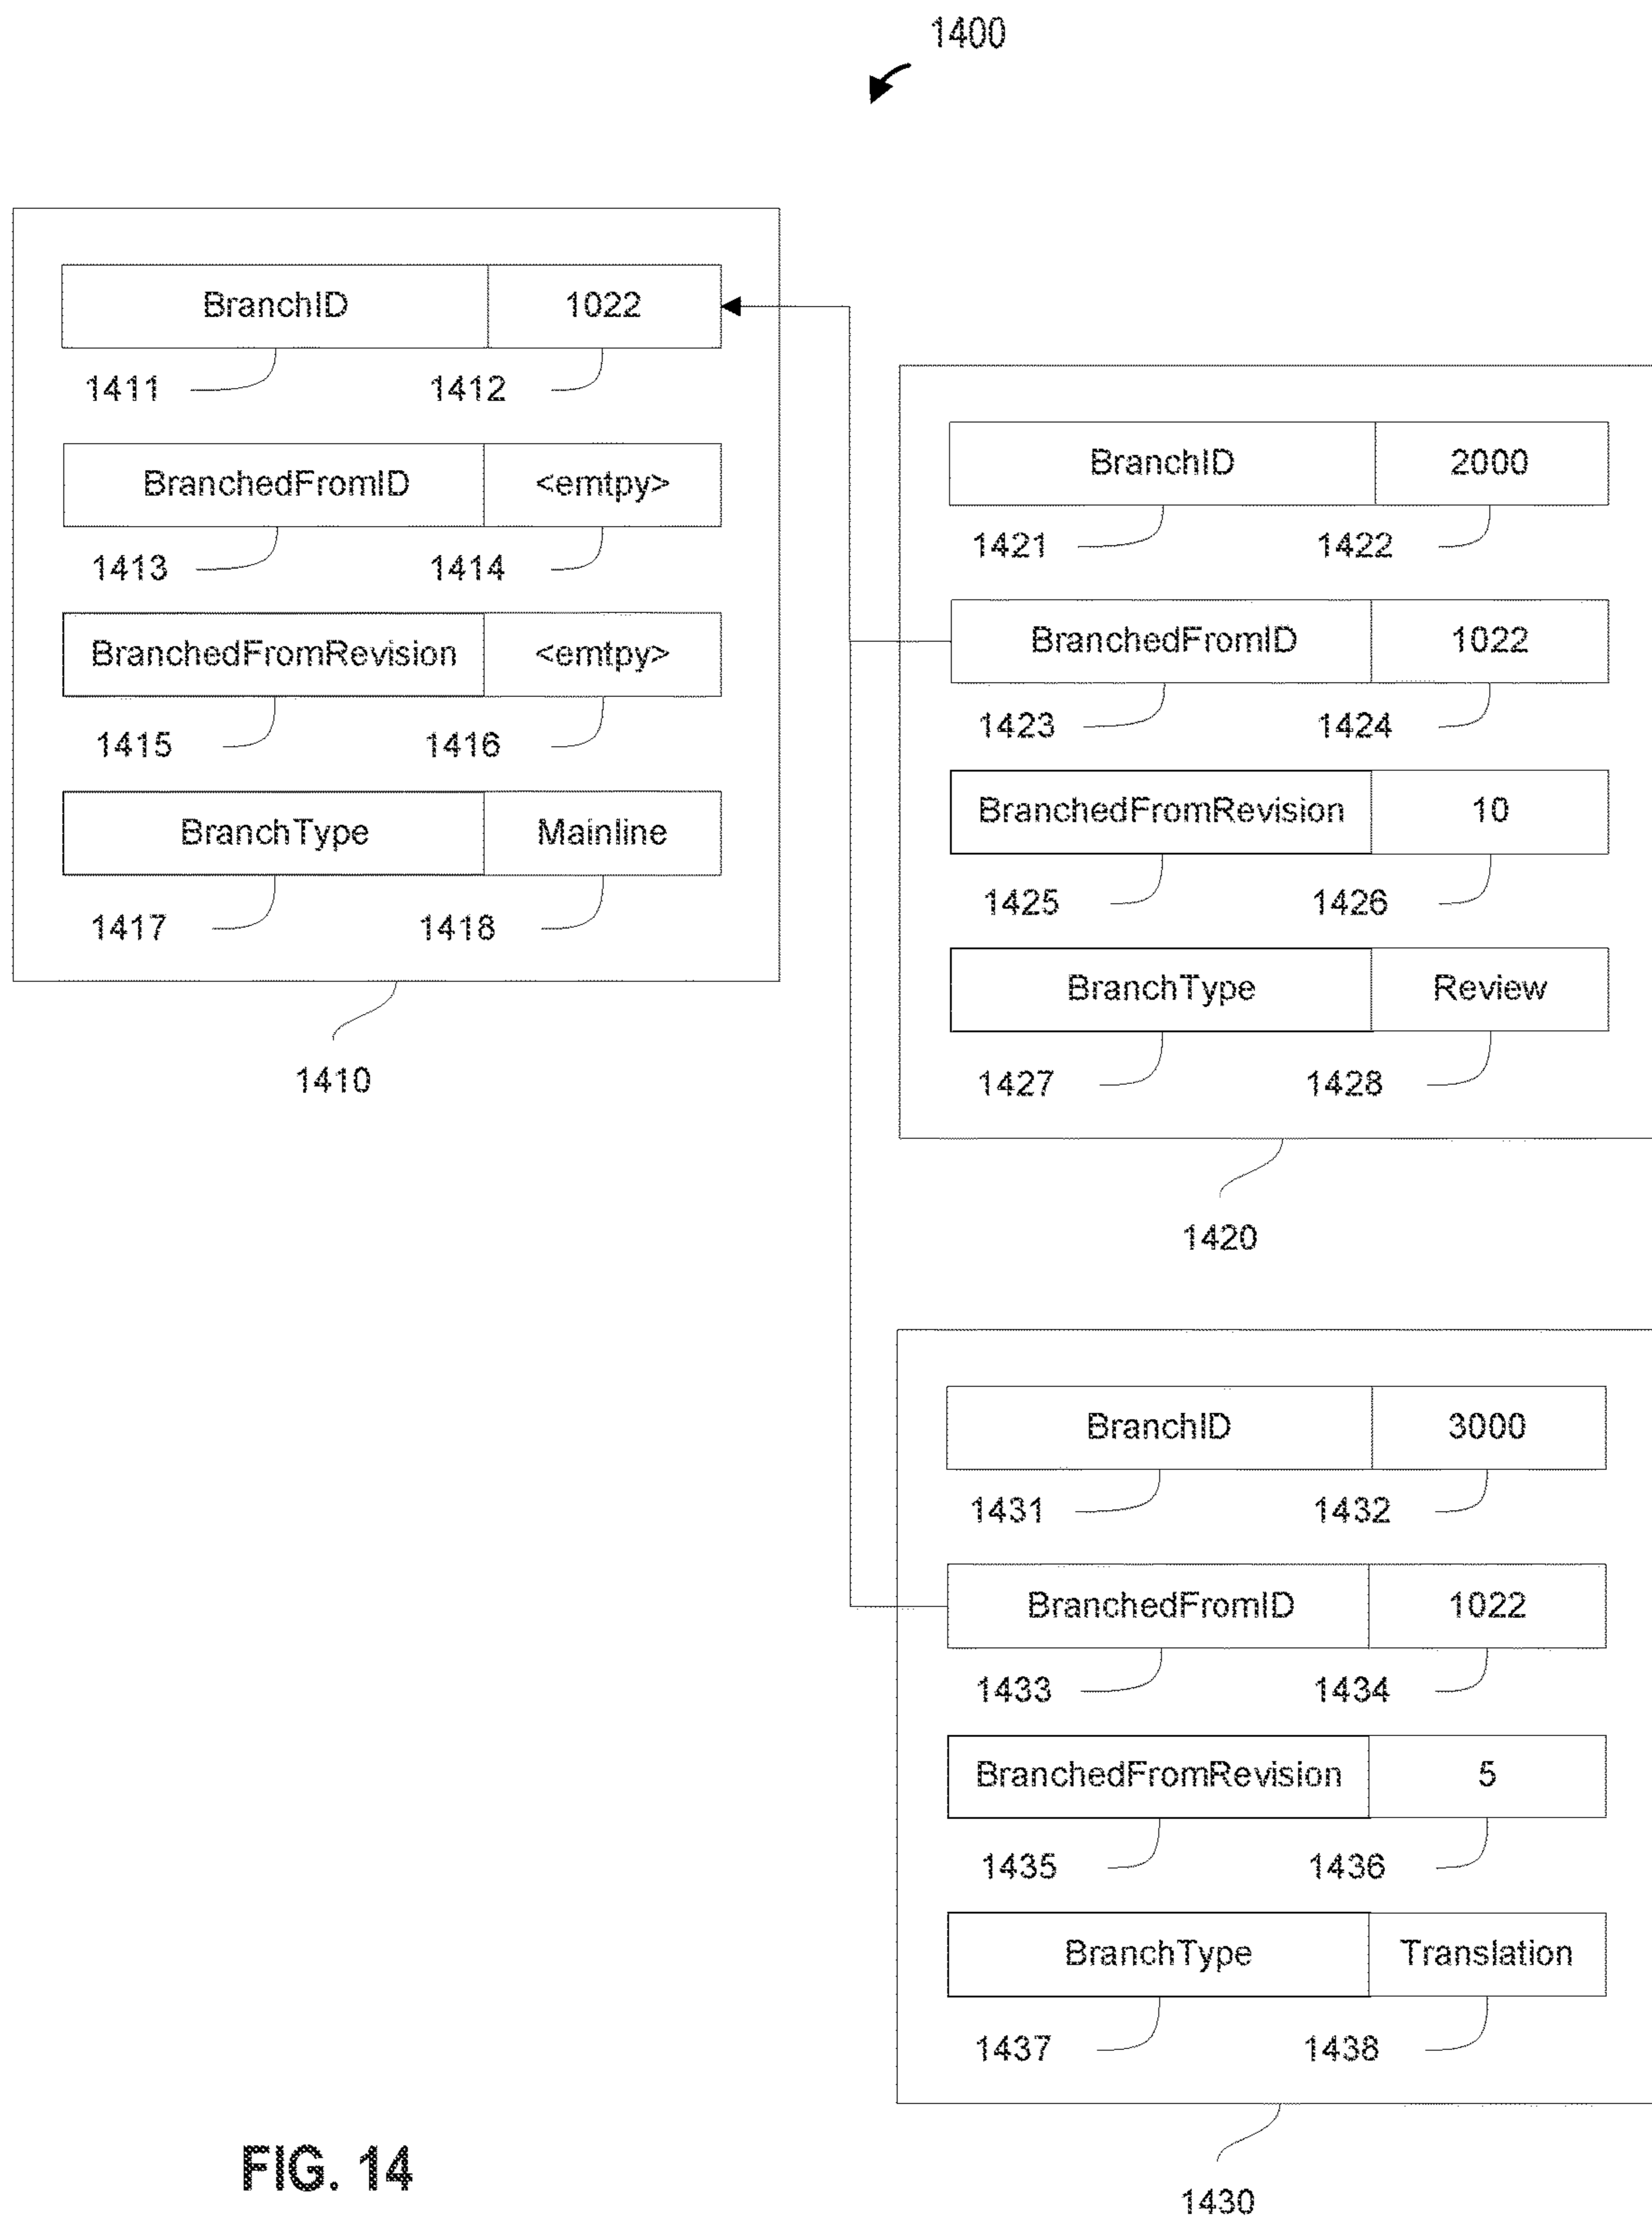 1400
BranchID 1022
1411 1412
BranchedFromID <emtpy>
1413 1414
BranchedFromRevision <emtpy>
1415 1416
BranchType Mainline
1417 1418
1410
BranchID 2000
1421 1422
BranchedFromID 1022
1423 1424
BranchedFromRevision 10
1425 1426
BranchType Review
1427 1428
1420
BranchID 3000
1431 1432
BranchedFromID 1022
1433 1434
BranchedFromRevision 5
1435 1436
BranchType Translation
1437 1438
1430
FIG. 14